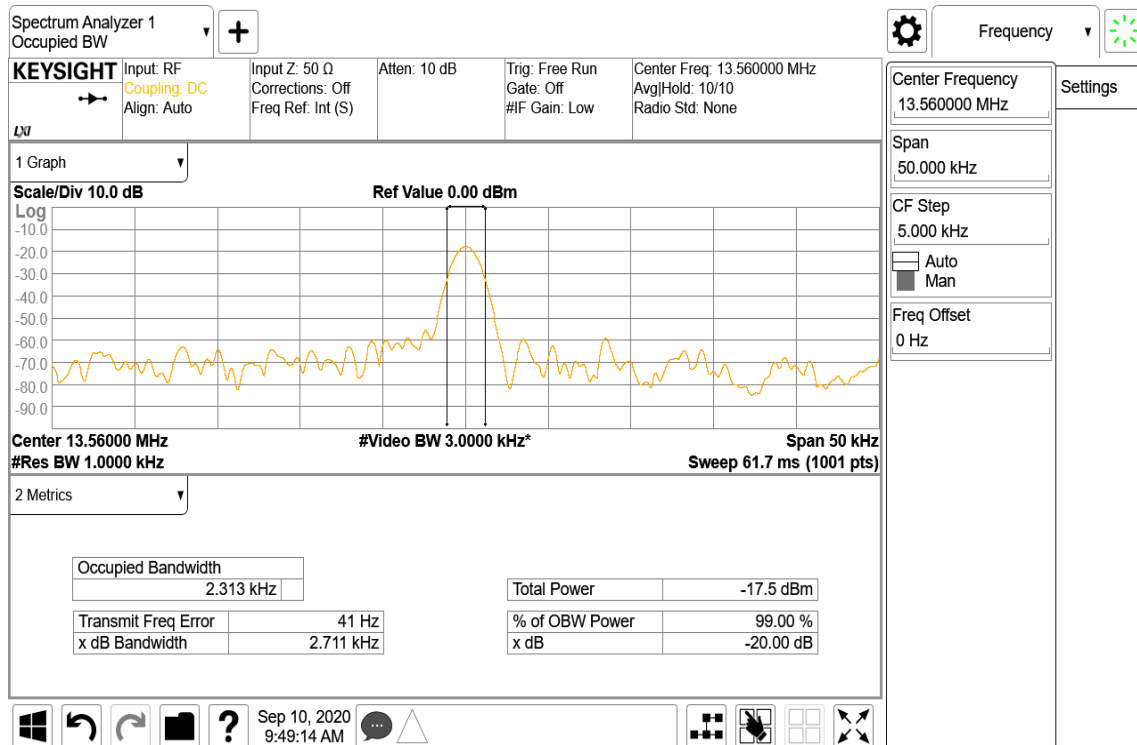 Spectrum Analyzer 1
Occupied BW
+
Frequency
KEYSIGHT
LXI
Input: RF
Coupling: DC
Align: Auto
Input Z: 50 Ω
Corrections: Off
Freq Ref: Int (S)
Atten: 10 dB
Trig: Free Run
Gate: Off
#IF Gain: Low
Center Freq: 13.560000 MHz
Avg|Hold: 10/10
Radio Std: None
Center Frequency
13.560000 MHz
Settings
Span
50.000 kHz
CF Step
5.000 kHz
Auto
Man
Freq Offset
0 Hz
1 Graph
Scale/Div 10.0 dB
Ref Value 0.00 dBm
Log
-10.0
-20.0
-30.0
-40.0
-50.0
-60.0
-70.0
-80.0
-90.0
Center 13.56000 MHz
#Video BW 3.0000 kHz*
Span 50 kHz
#Res BW 1.0000 kHz
Sweep 61.7 ms (1001 pts)
2 Metrics
Occupied Bandwidth
2.313 kHz
Total Power -17.5 dBm
Transmit Freq Error 41 Hz
% of OBW Power 99.00 %
x dB Bandwidth 2.711 kHz
x dB -20.00 dB
?
Sep 10, 2020
9:49:14 AM